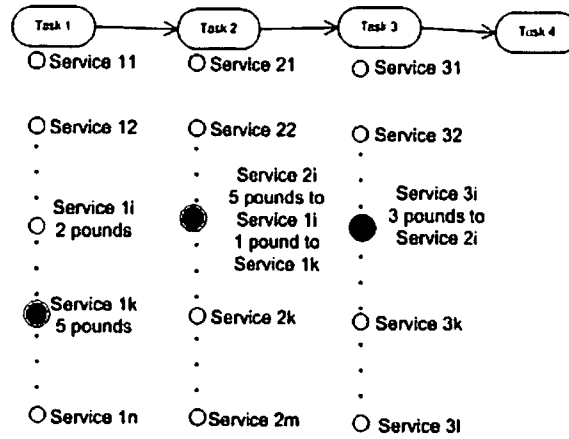 Task 1
Task 2
Task 3
Task 4
Service 11
Service 21
Service 31
Service 12
Service 22
Service 32
Service 1i
2 pounds
Service 2i
5 pounds to
Service 1i
1 pound to
Service 1k
Service 3i
3 pounds to
Service 2i
Service 1k
5 pounds
Service 2k
Service 3k
Service 1n
Service 2m
Service 3l